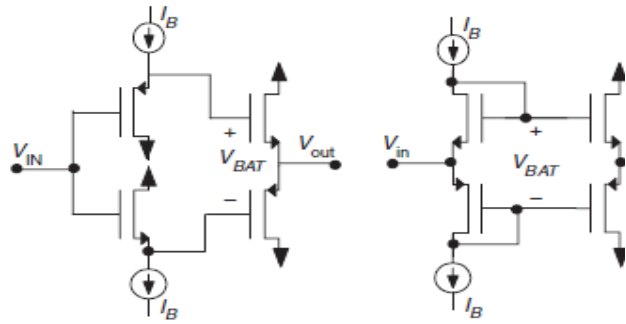 I_B I_B
V_IN + V_BAT − V_out V_in + V_BAT −
I_B I_B